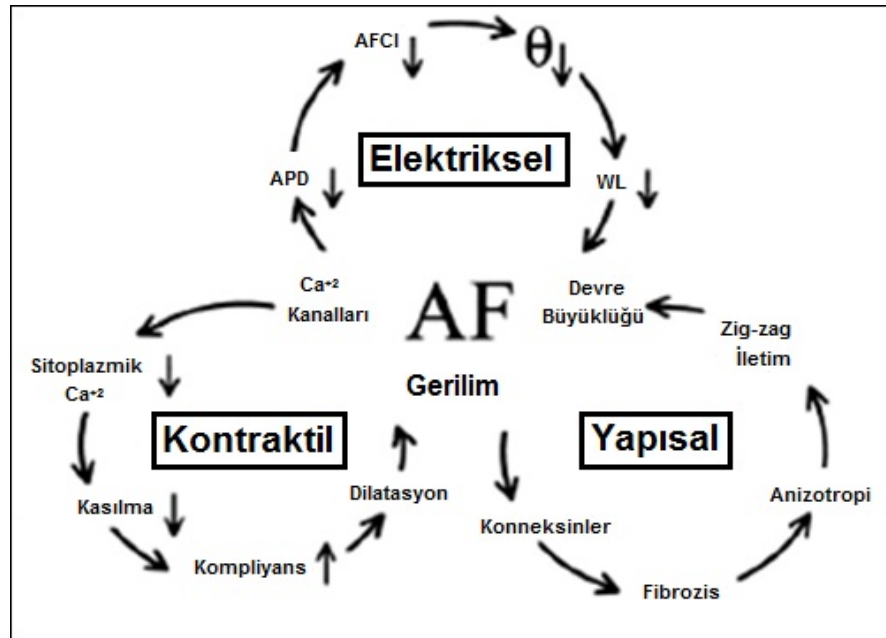 AFCI
θ
Elektriksel
APD
WL
Ca⁺²
Kanalları
AF
Devre
Büyüklüğü
Zig-zag
İletim
Sitoplazmik
Ca⁺²
Gerilim
Kontraktil
Yapısal
Dilatasyon
Kasılma
Konneksinler
Anizotropi
Kompliyans
Fibrozis